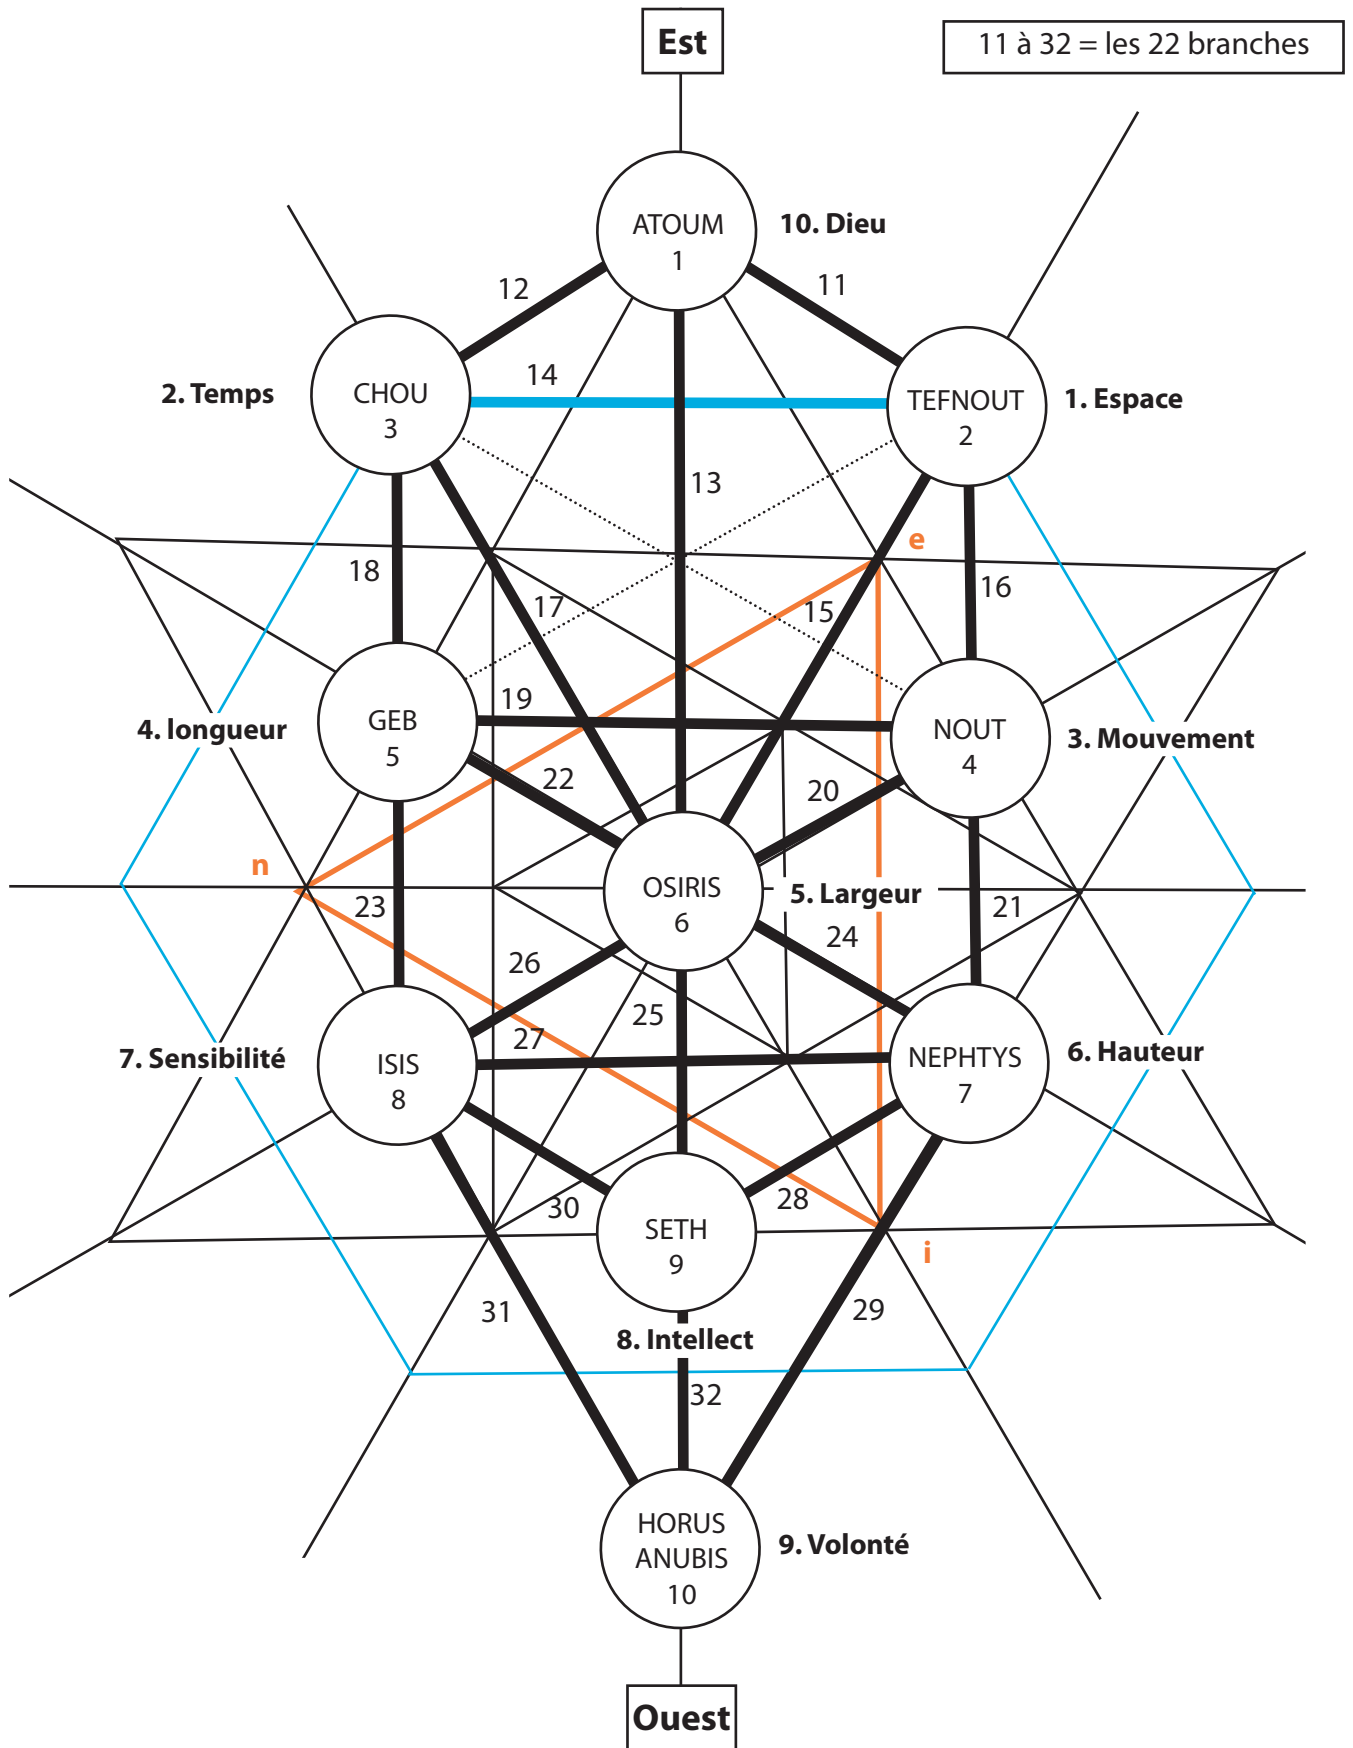 Est
11 à 32 = les 22 branches
ATOUM
1
10. Dieu
12
11
CHOU
3
2. Temps
14
TEFNOUT
2
1. Espace
13
e
18
17
15
16
GEB
5
4. longueur
19
NOUT
4
3. Mouvement
22
20
n
OSIRIS
6
5. Largeur
23
21
26
24
25
27
7. Sensibilité
ISIS
8
NEPHTYS
7
6. Hauteur
30
28
SETH
9
i
31
29
8. Intellect
32
HORUS
ANUBIS
10
9. Volonté
Ouest